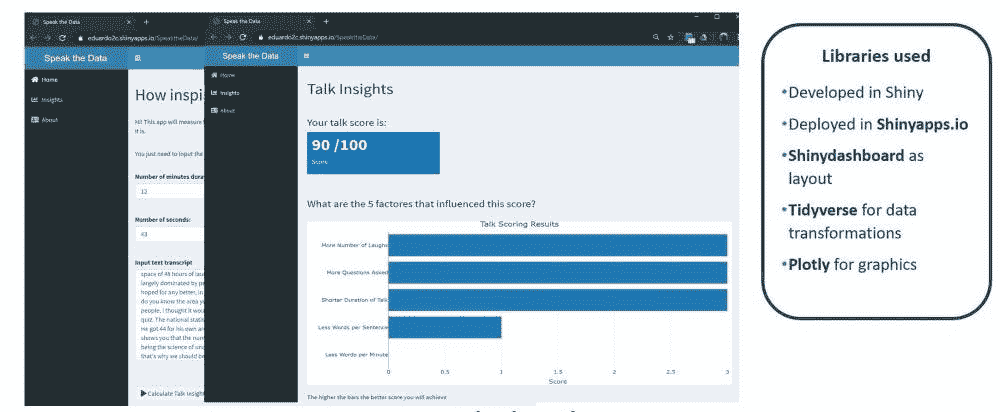 Speak the Data
eduardo2c.shinyapps.io/SpeaktheData/
Speak the Data
Home
Insights
About
How inspi
Hi! This app will measure
it is.
You just need to input the
Number of minutes dura
12
Number of seconds:
43
Input text transcript
space of 48 hours of lau
largely dominated by pe
hoped for any better, in
do you know the area yo
people, I thought it wou
quiz. The national statis
He got 44 for his own an
shows you that the num
being the science of unc
that's why we should be
Calculate Talk Insight
Speak the Data
eduardo2c.shinyapps.io/SpeaktheData/
Speak the Data
Home
Insights
About
Talk Insights
Your talk score is:
90 /100
Score
What are the 5 factores that influenced this score?
Talk Scoring Results
More Number of Laughs
More Questions Asked
Shorter Duration of Talk
Less Words per Sentence
Less Words per Minute
0 0.5 1 1.5 2 2.5 3
Score
The higher the bars the better score you will achieve
Libraries used
•Developed in Shiny
•Deployed in Shinyapps.io
•Shinydashboard as
layout
•Tidyverse for data
transformations
•Plotly for graphics